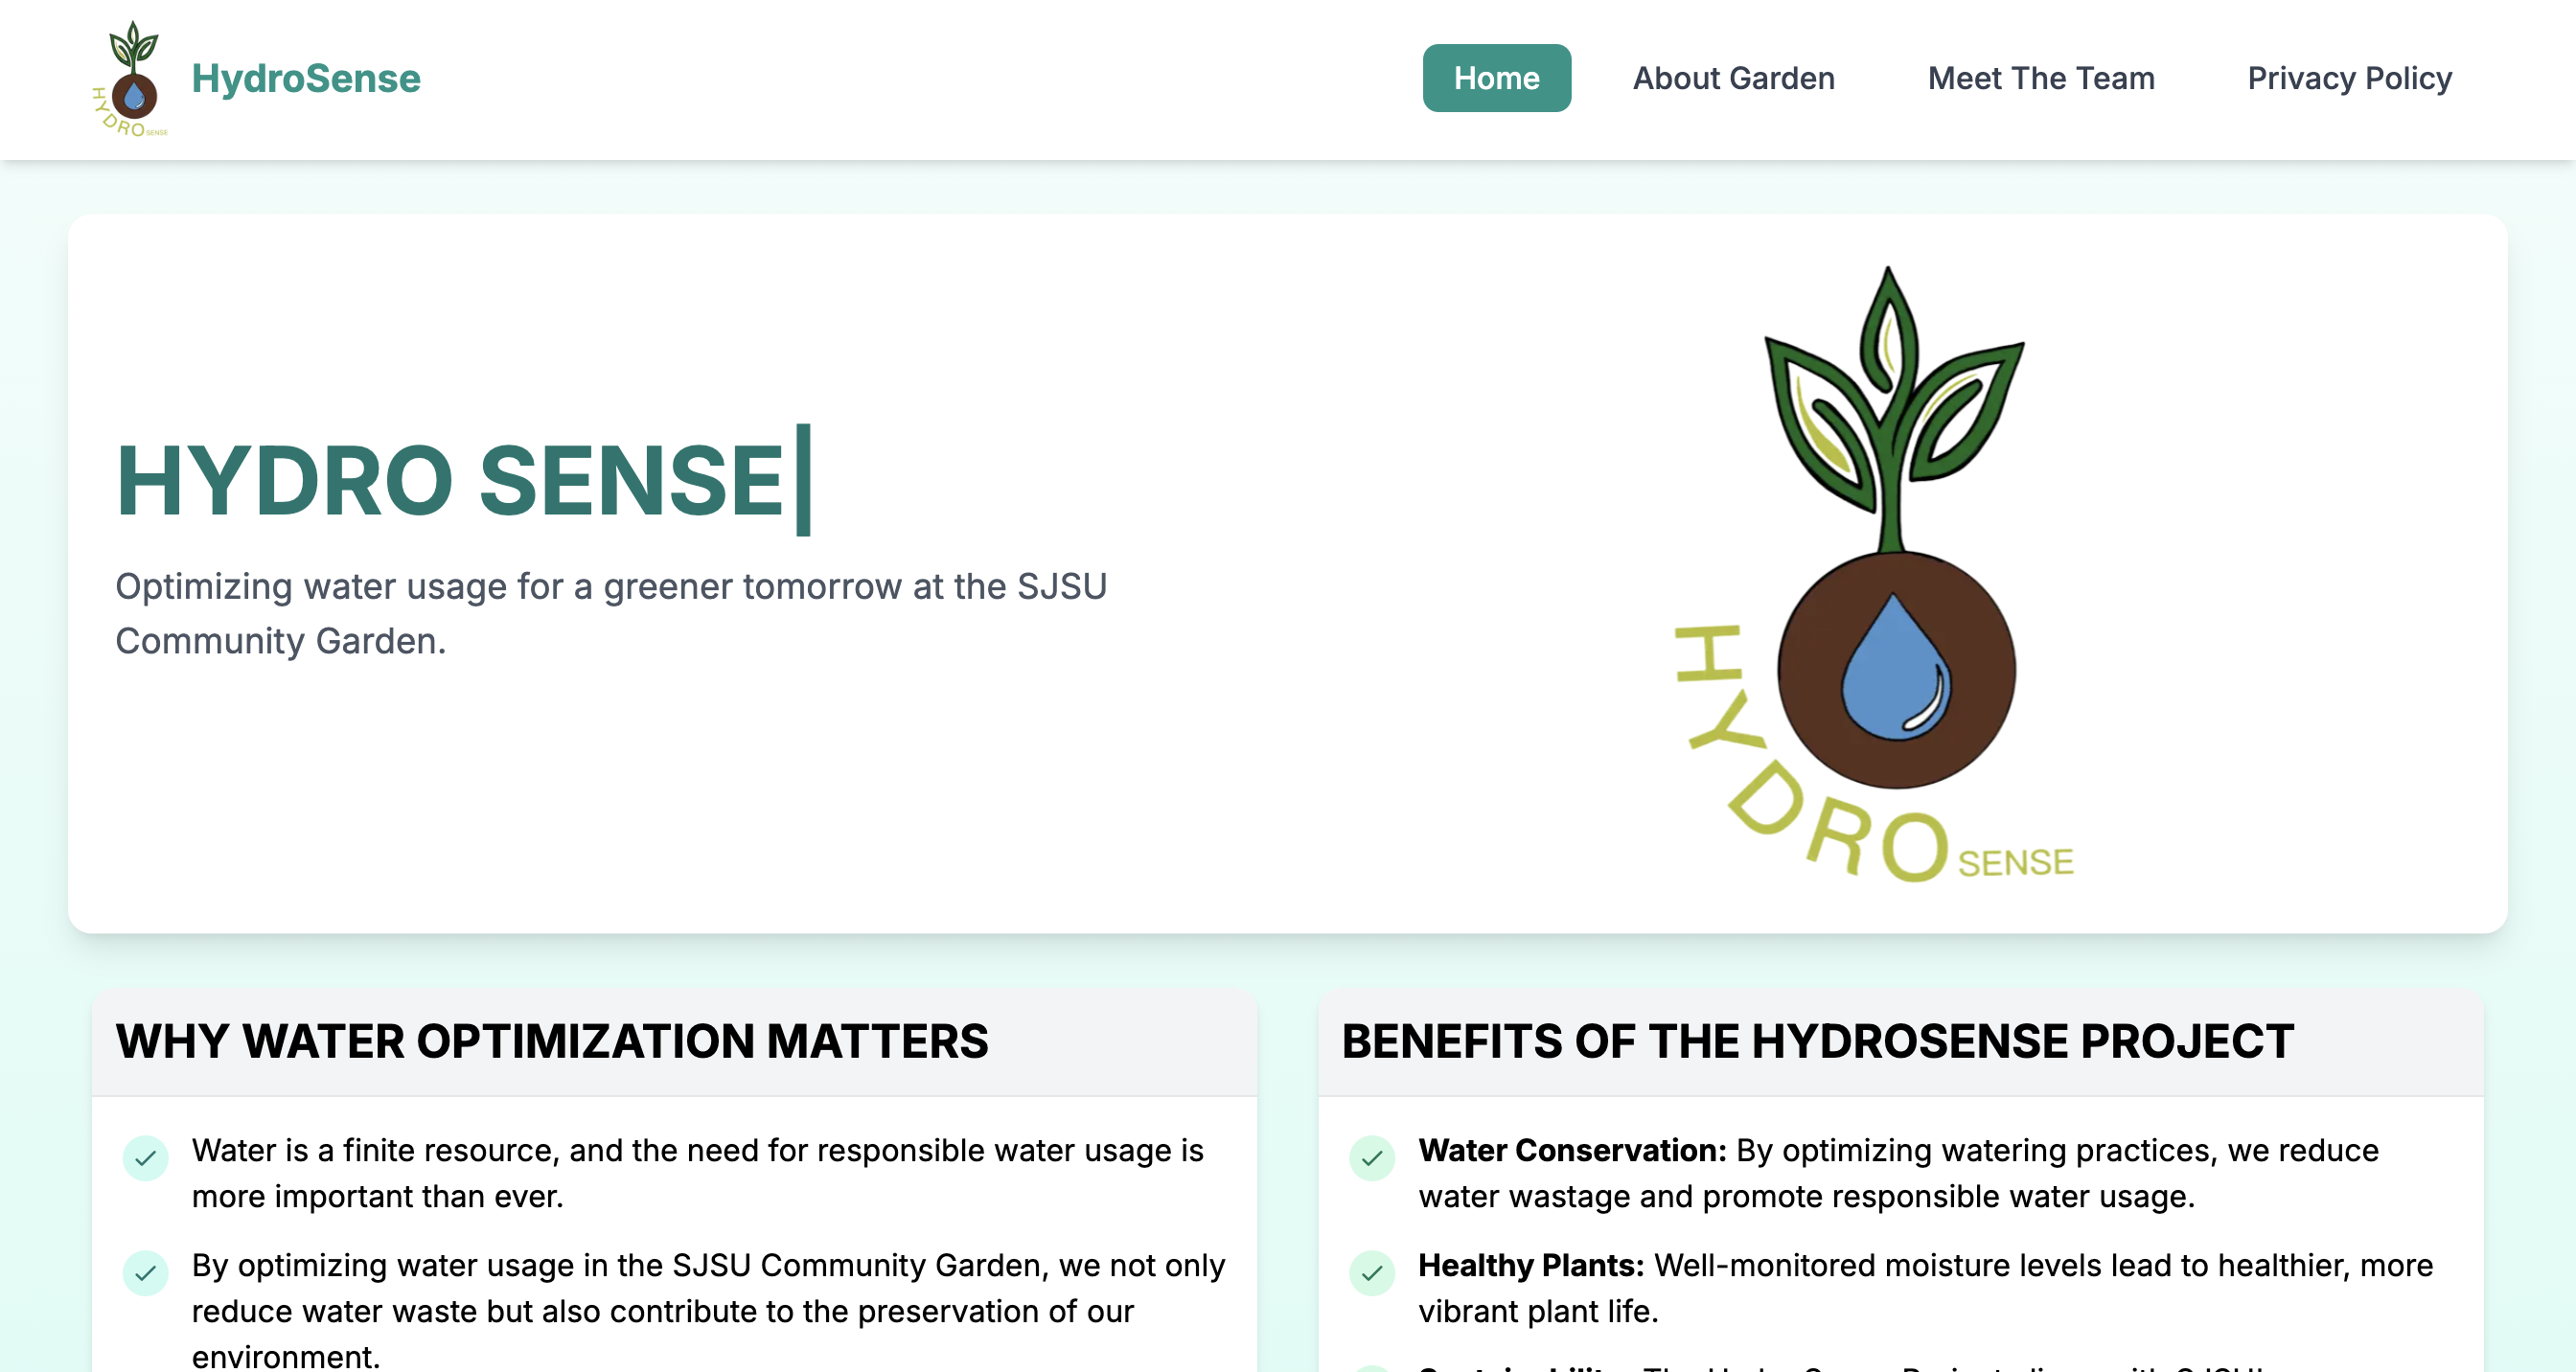 HYDRO SENSE
HydroSense
Home
About Garden
Meet The Team
Privacy Policy
HYDRO SENSE
Optimizing water usage for a greener tomorrow at the SJSU
Community Garden.
HYDRO SENSE
WHY WATER OPTIMIZATION MATTERS
Water is a finite resource, and the need for responsible water usage is
more important than ever.
By optimizing water usage in the SJSU Community Garden, we not only
reduce water waste but also contribute to the preservation of our
environment.
BENEFITS OF THE HYDROSENSE PROJECT
Water Conservation: By optimizing watering practices, we reduce
water wastage and promote responsible water usage.
Healthy Plants: Well-monitored moisture levels lead to healthier, more
vibrant plant life.